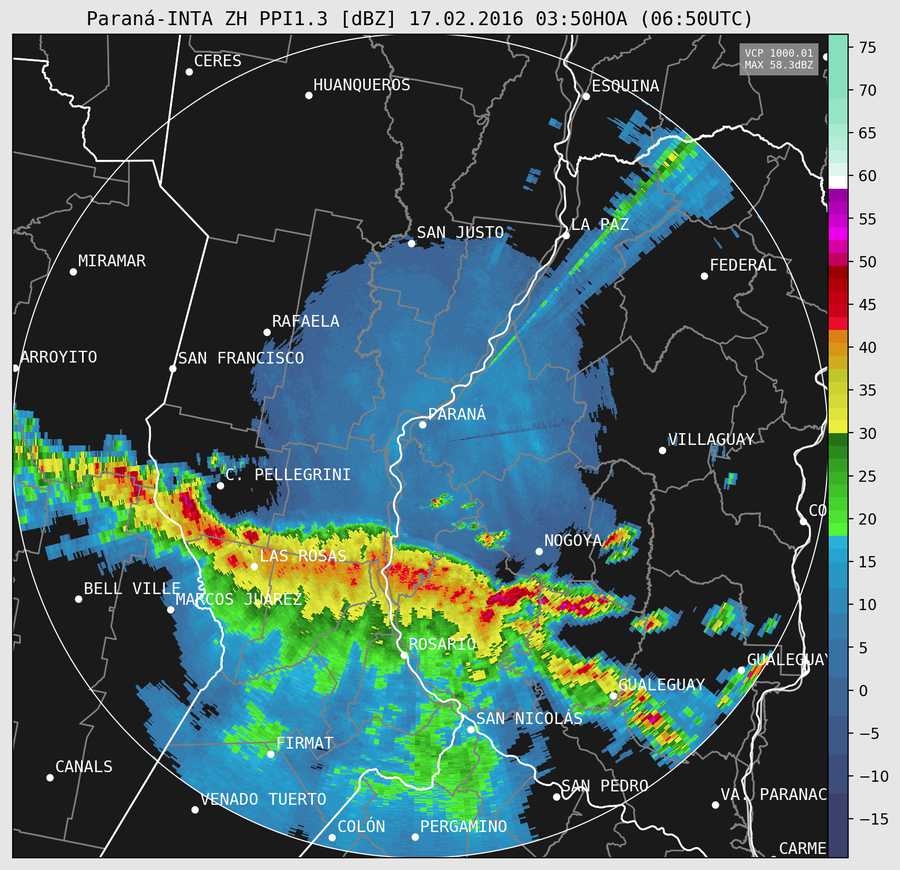 Paraná-INTA ZH PPI1.3 [dBZ] 17.02.2016 03:50HOA (06:50UTC)
VCP 1000.01
MAX 58.3dBZ
CERES
HUANQUEROS
ESQUINA
SAN JUSTO
LA PAZ
MIRAMAR
FEDERAL
RAFAELA
ARROYITO
SAN FRANCISCO
PARANÁ
VILLAGUAY
C. PELLEGRINI
CO
NOGOYA
LAS ROSAS
BELL VILLE
MARCOS JUAREZ
ROSARIO
GUALEGUAY
GUALEGUAY
SAN NICOLÁS
FIRMAT
CANALS
SAN PEDRO
VENADO TUERTO
VA. PARANAC
COLÓN
PERGAMINO
CARME
75
70
65
60
55
50
45
40
35
30
25
20
15
10
5
0
−5
−10
−15